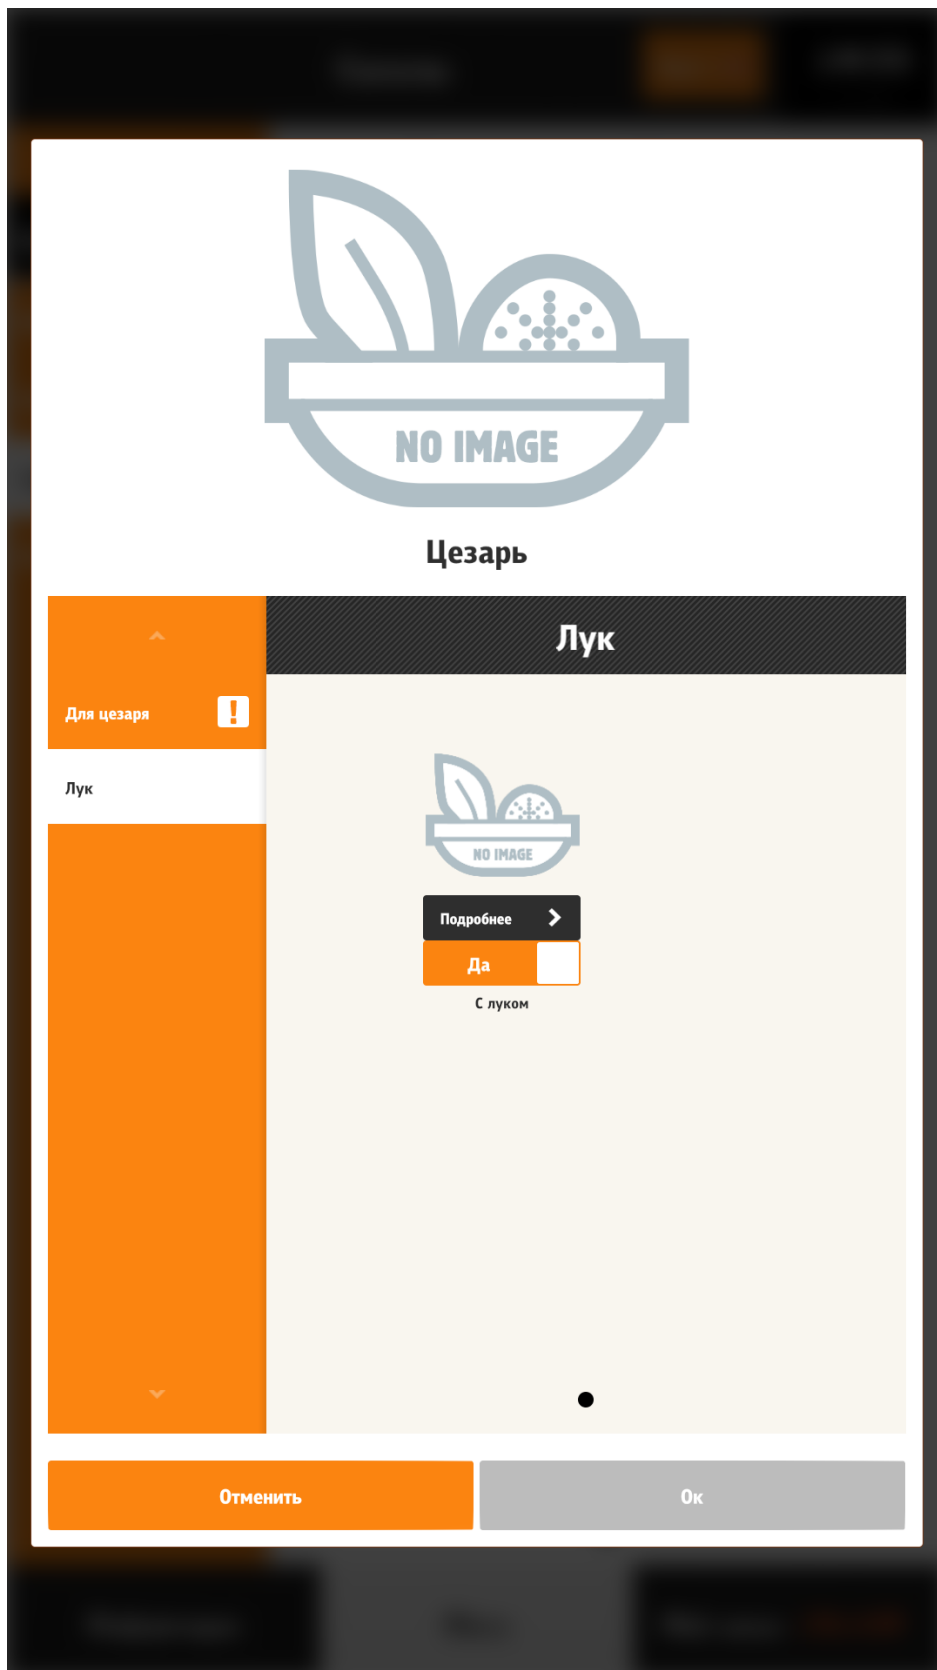 NO IMAGE
Цезарь
Лук
Для цезаря
Лук
NO IMAGE
Подробнее
Да
С луком
Отменить
Ок